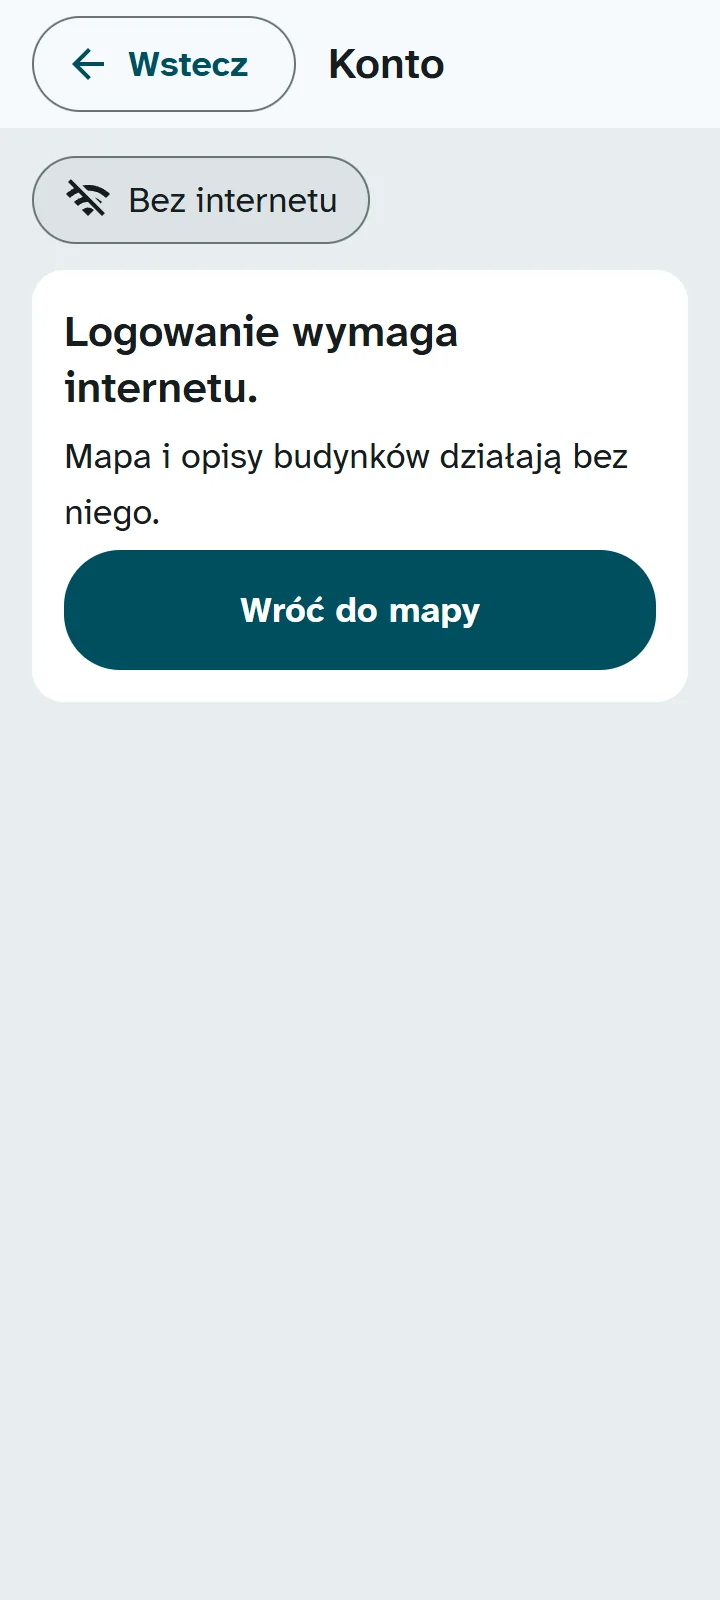 Wstecz
Konto
Bez internetu
Logowanie wymaga
internetu.
Mapa i opisy budynków działają bez
niego.
Wróć do mapy